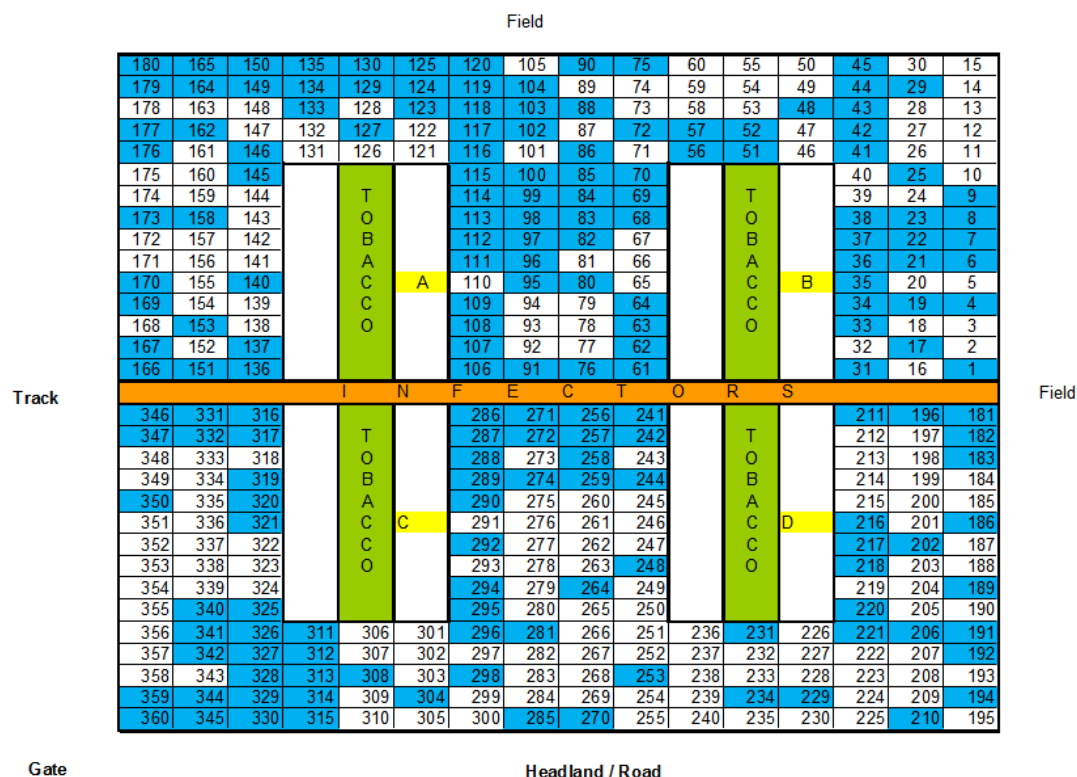 Field
180 165 150 135 130 125 120 105 90 75 60 55 50 45 30 15
179 164 149 134 129 124 119 104 89 74 59 54 49 44 29 14
178 163 148 133 128 123 118 103 88 73 58 53 48 43 28 13
177 162 147 132 127 122 117 102 87 72 57 52 47 42 27 12
176 161 146 131 126 121 116 101 86 71 56 51 46 41 26 11
175 160 145 115 100 85 70 40 25 10
174 159 144 T 114 99 84 69 T 39 24 9
173 158 143 O 113 98 83 68 O 38 23 8
172 157 142 B 112 97 82 67 B 37 22 7
171 156 141 A 111 96 81 66 A 36 21 6
170 155 140 C A 110 95 80 65 C B 35 20 5
169 154 139 C 109 94 79 64 C 34 19 4
168 153 138 O 108 93 78 63 O 33 18 3
167 152 137 107 92 77 62 32 17 2
166 151 136 106 91 76 61 31 16 1
Track I N F E C T O R S Field
346 331 316 286 271 256 241 211 196 181
347 332 317 T 287 272 257 242 T 212 197 182
348 333 318 O 288 273 258 243 O 213 198 183
349 334 319 B 289 274 259 244 B 214 199 184
350 335 320 A 290 275 260 245 A 215 200 185
351 336 321 C C 291 276 261 246 C D 216 201 186
352 337 322 C 292 277 262 247 C 217 202 187
353 338 323 O 293 278 263 248 O 218 203 188
354 339 324 294 279 264 249 219 204 189
355 340 325 295 280 265 250 220 205 190
356 341 326 311 306 301 296 281 266 251 236 231 226 221 206 191
357 342 327 312 307 302 297 282 267 252 237 232 227 222 207 192
358 343 328 313 308 303 298 283 268 253 238 233 228 223 208 193
359 344 329 314 309 304 299 284 269 254 239 234 229 224 209 194
360 345 330 315 310 305 300 285 270 255 240 235 230 225 210 195
Gate Headland / Road